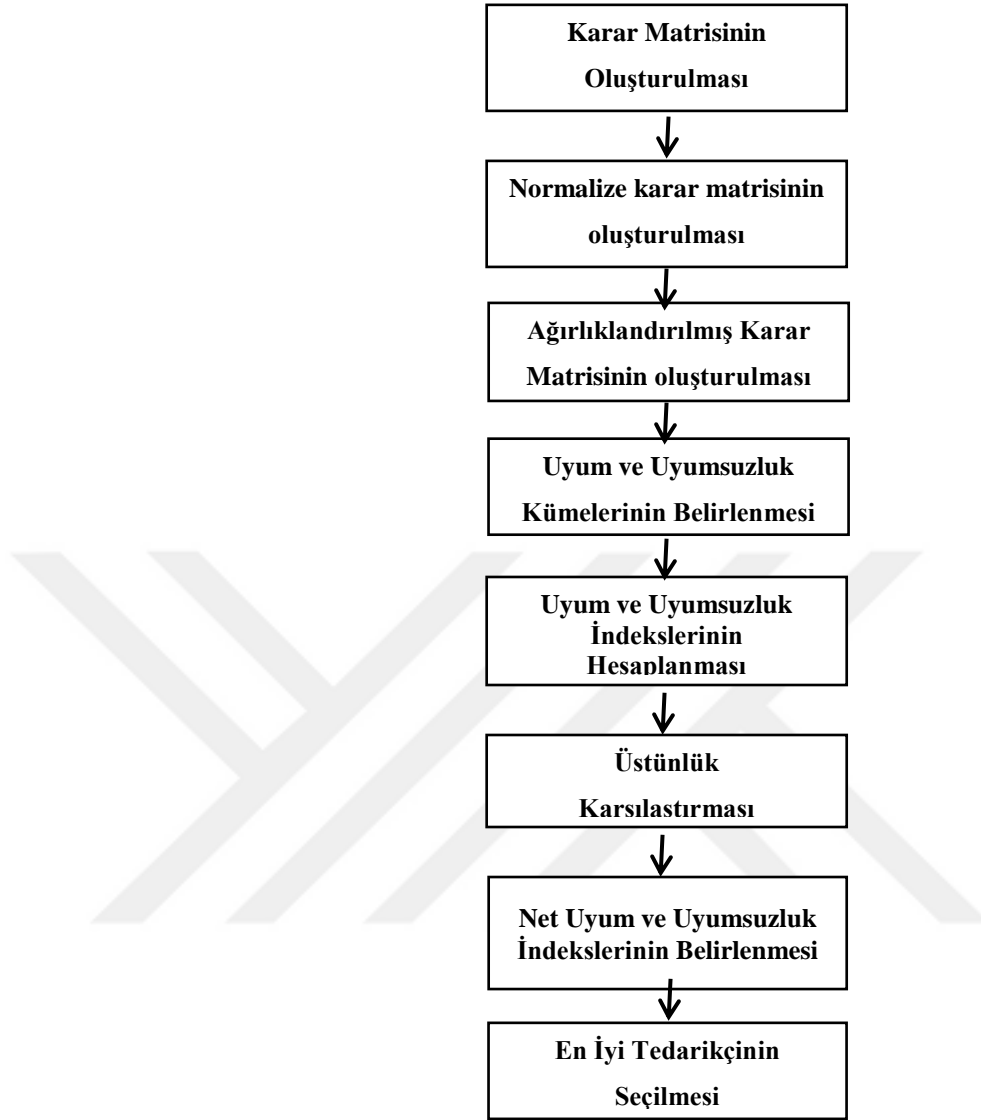 Karar Matrisinin
Oluşturulması
Normalize karar matrisinin
oluşturulması
Ağırlıklandırılmış Karar
Matrisinin oluşturulması
Uyum ve Uyumsuzluk
Kümelerinin Belirlenmesi
Uyum ve Uyumsuzluk
İndekslerinin
Hesaplanması
Üstünlük
Karsılastırması
Net Uyum ve Uyumsuzluk
İndekslerinin Belirlenmesi
En İyi Tedarikçinin
Seçilmesi